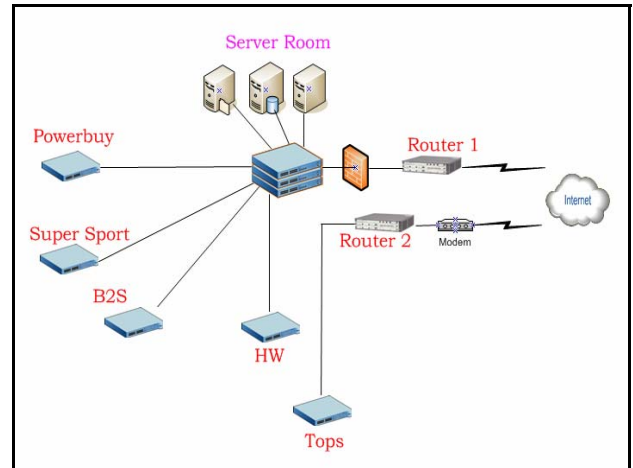 Server Room
Powerbuy
Router 1
Internet
Super Sport
Router 2
Modem
B2S
HW
Tops